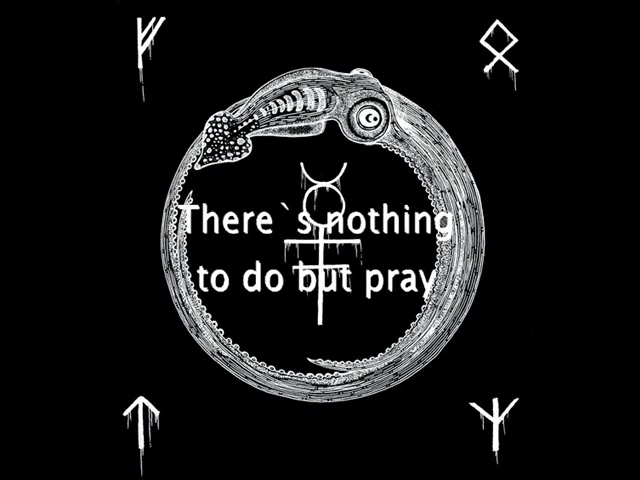 ᚠ ᛟ
There`s nothing
to do but pray
ᛏ ᛉ